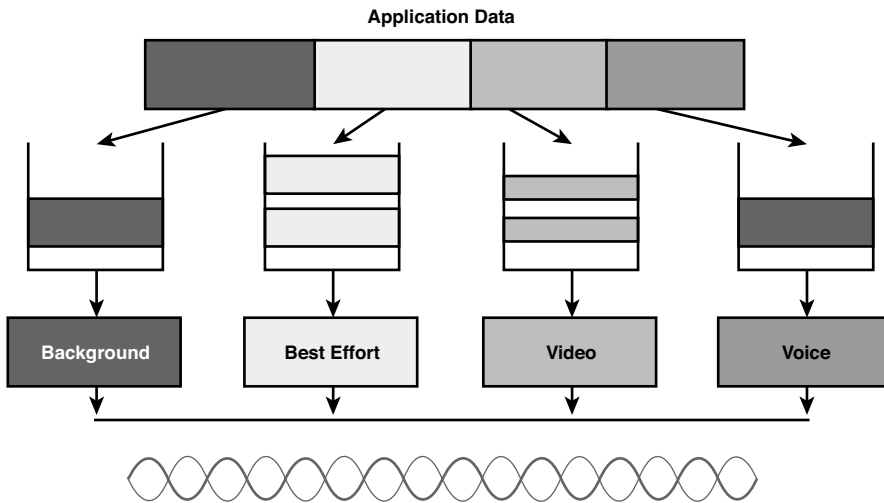 Application Data
Background
Best Effort
Video
Voice